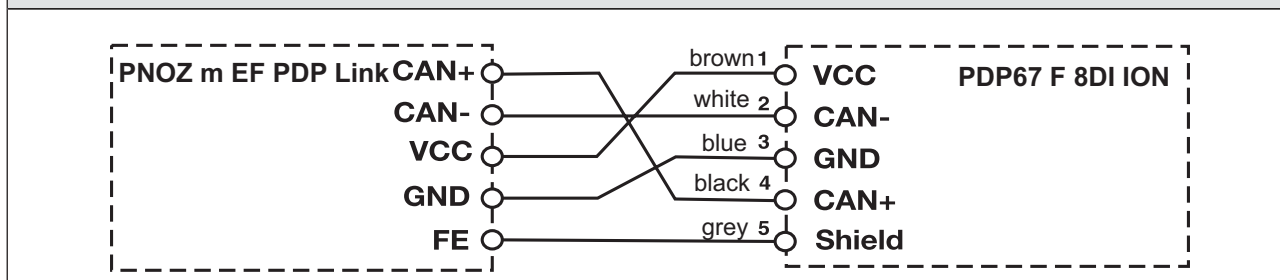 PNOZ m EF PDP Link CAN+
CAN-
VCC
GND
FE
brown 1
white 2
blue 3
black 4
grey 5
VCC PDP67 F 8DI ION
CAN-
GND
CAN+
Shield